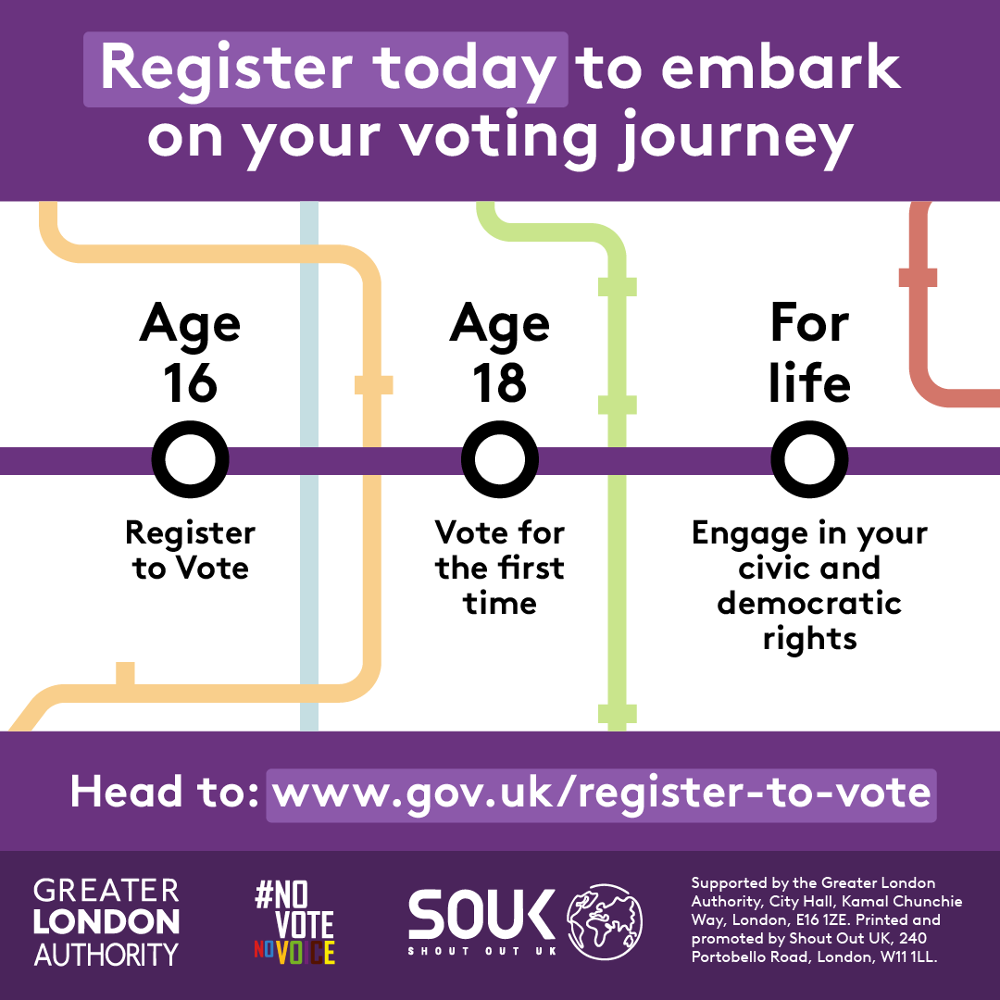 Register today to embark
on your voting journey
Age
16
Register
to Vote
Age
18
Vote for
the first
time
For
life
Engage in your
civic and
democratic
rights
Head to: www.gov.uk/register-to-vote
GREATER
LONDON
AUTHORITY
#NO
VOTE
NOVOICE
SOUK
SHOUT OUT UK
Supported by the Greater London
Authority, City Hall, Kamal Chunchie
Way, London, E16 1ZE. Printed and
promoted by Shout Out UK, 240
Portobello Road, London, W11 1LL.